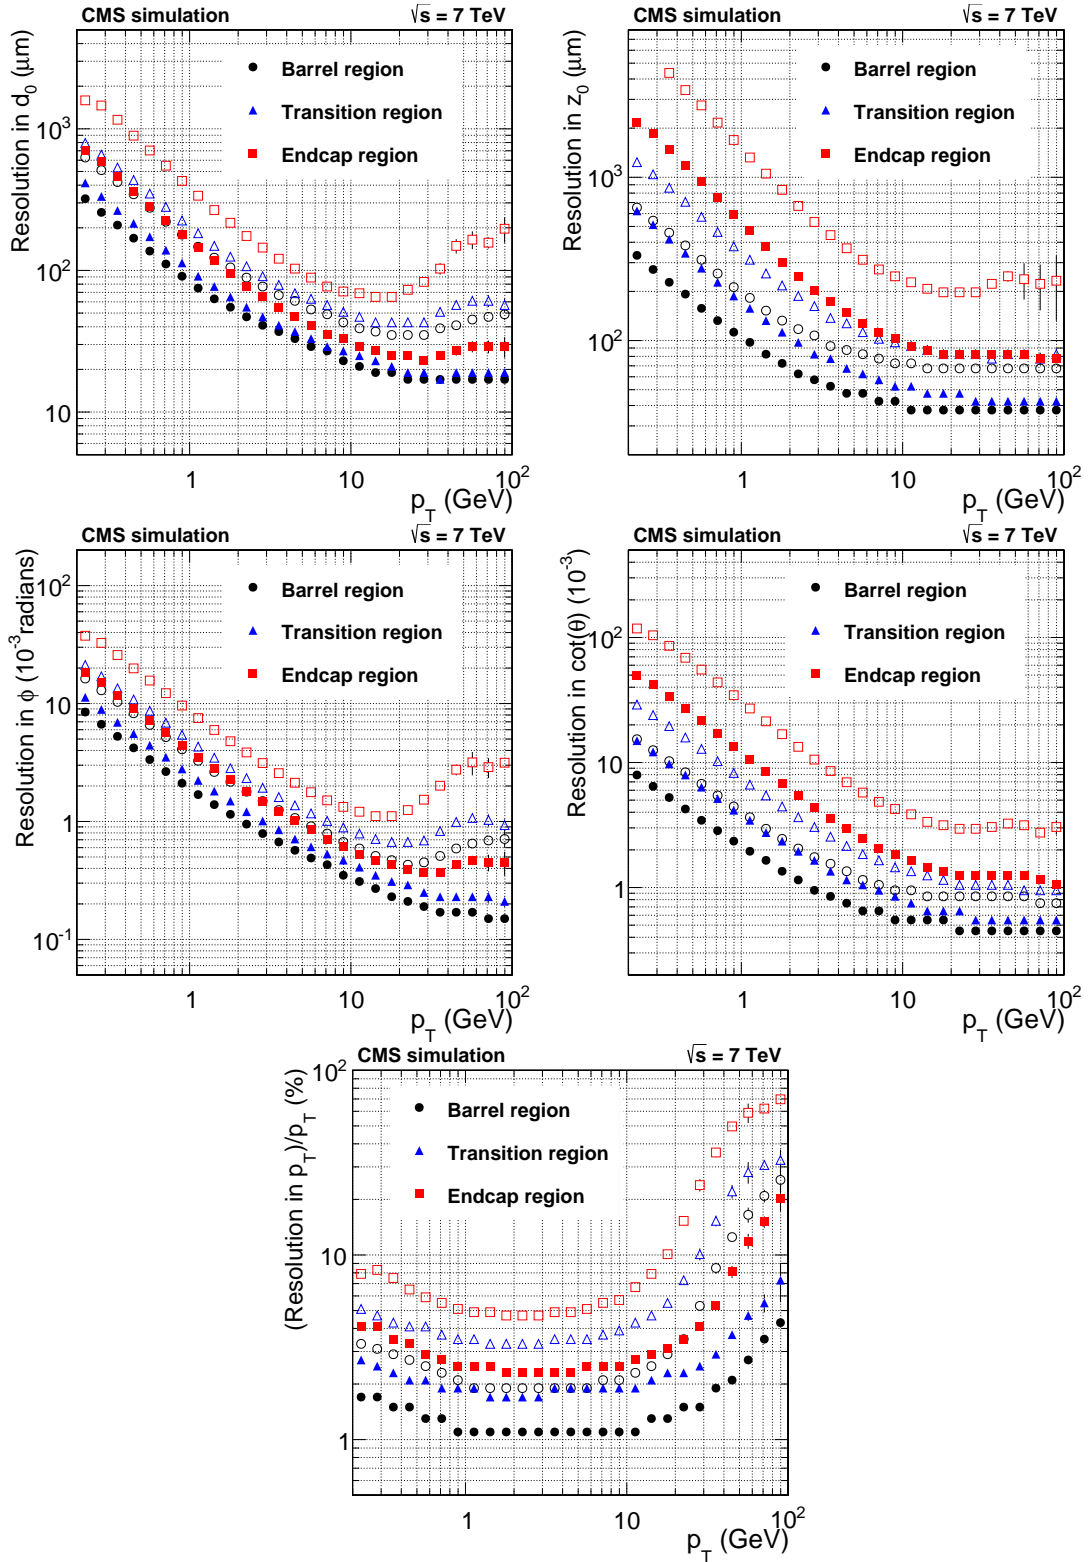 CMS simulation √s = 7 TeV
Resolution in d0 (μm)
Barrel region
Transition region
Endcap region
10³
10²
10
1 10 10²
pT (GeV)
CMS simulation √s = 7 TeV
Resolution in z0 (μm)
Barrel region
Transition region
Endcap region
10³
10²
1 10 10²
pT (GeV)
CMS simulation √s = 7 TeV
Resolution in ϕ (10⁻³radians)
Barrel region
Transition region
Endcap region
10²
10
1
10⁻¹
1 10 10²
pT (GeV)
CMS simulation √s = 7 TeV
Resolution in cot(θ) (10⁻³)
Barrel region
Transition region
Endcap region
10²
10
1
1 10 10²
pT (GeV)
CMS simulation √s = 7 TeV
(Resolution in pT)/pT (%)
Barrel region
Transition region
Endcap region
10²
10
1
1 10 10²
pT (GeV)